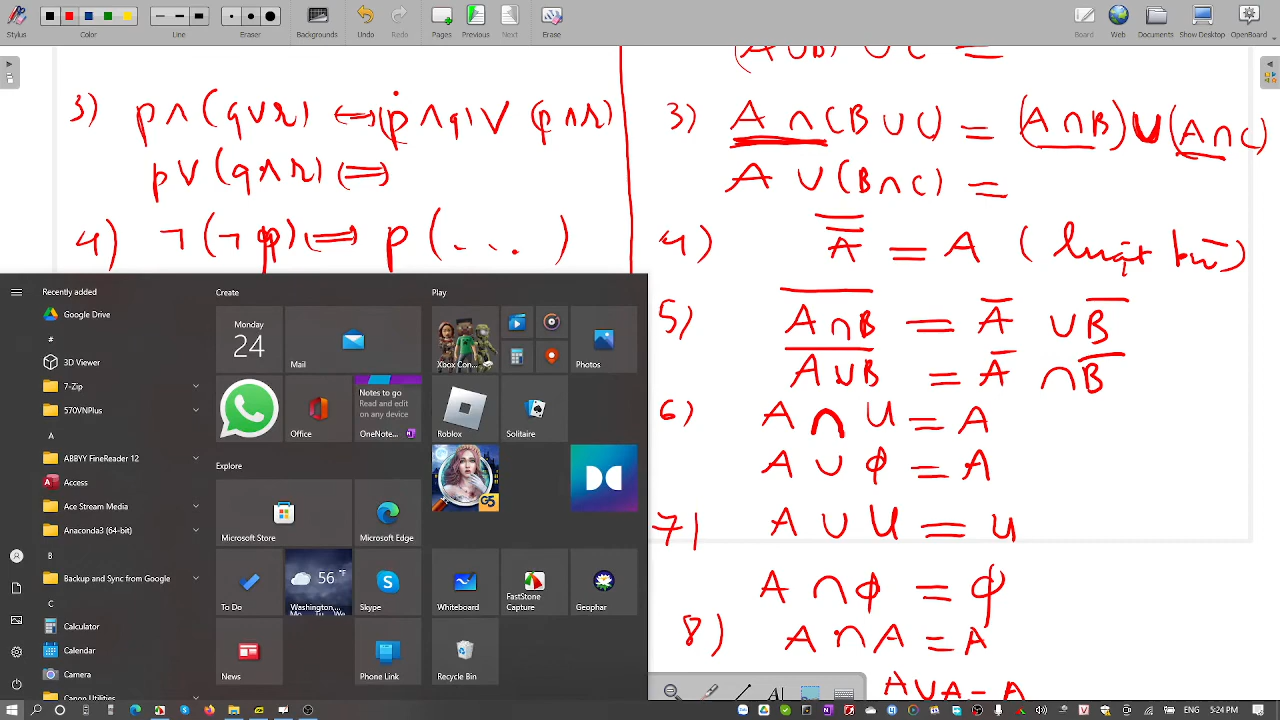 Stylus Color Line Eraser Backgrounds Undo Redo Pages Previous Next Erase Board Web Documents Show Desktop OpenBoard
(A∪B) ∪ C =
3) p∧(q∨r) ⟷ (p∧q)∨(p∧r)
p∨(q∧r) ⟺
4) ¬(¬p) ⟺ p (...)
3) A∩(B∪C) = (A∩B)∪(A∩C)
A∪(B∩C) =
4) A̿ = A (luật bù)
5) \overline{A∩B} = A̅ ∪ B̅
\overline{A∪B} = A̅ ∩ B̅
6) A ∩ U = A
A ∪ ϕ = A
7) A ∪ U = U
A ∩ ϕ = ϕ
8) A ∩ A = A
A∪A = A
Recently added
Google Drive
#
3D Viewer
7-Zip
570VNPlus
A
ABBYY FineReader 12
Access
Ace Stream Media
Anaconda3 (64-bit)
B
Backup and Sync from Google
C
Calculator
Calendar
Camera
Canon Utilities
Create
Monday
24
Mail
Office
Notes to go
Read and edit
on any device
OneNote...
Explore
Microsoft Store
Microsoft Edge
To Do
56 °F
Washington,...
Skype
News
Phone Link
Play
Xbox Con...
Photos
Roblox
Solitaire
G5
Whiteboard
FastStone
Capture
Geophar
Recycle Bin
ENG 5:24 PM